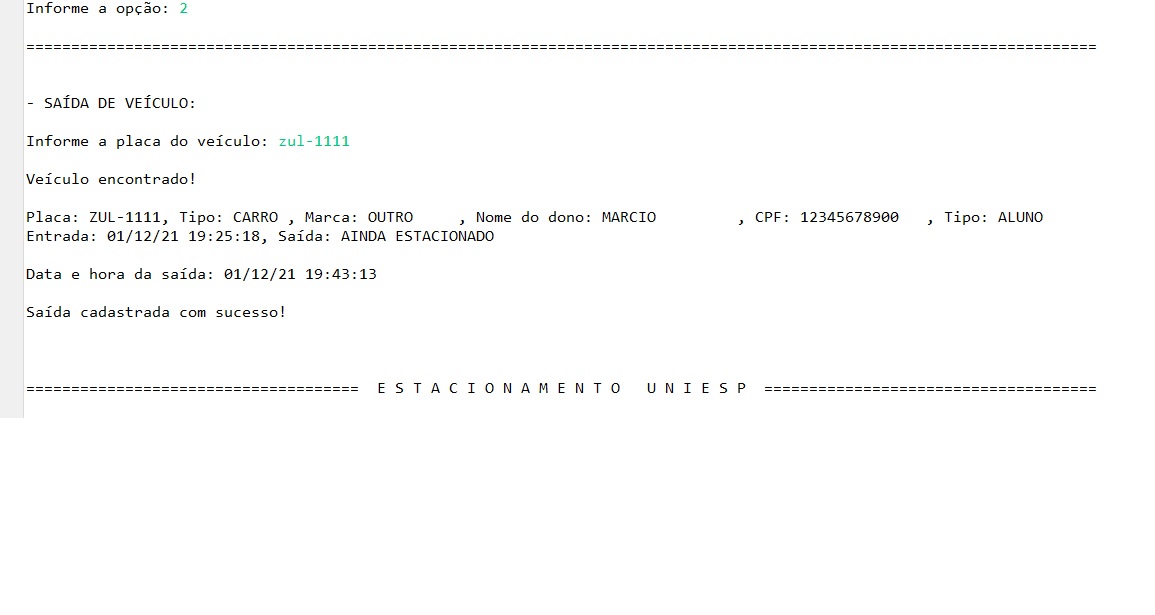 Informe a opção: 2
=======================================================================================================================
- SAÍDA DE VEÍCULO:
Informe a placa do veículo: zul-1111
Veículo encontrado!
Placa: ZUL-1111, Tipo: CARRO , Marca: OUTRO     , Nome do dono: MARCIO         , CPF: 12345678900   , Tipo: ALUNO
Entrada: 01/12/21 19:25:18, Saída: AINDA ESTACIONADO
Data e hora da saída: 01/12/21 19:43:13
Saída cadastrada com sucesso!
===================================== E S T A C I O N A M E N T O   U N I E S P =====================================